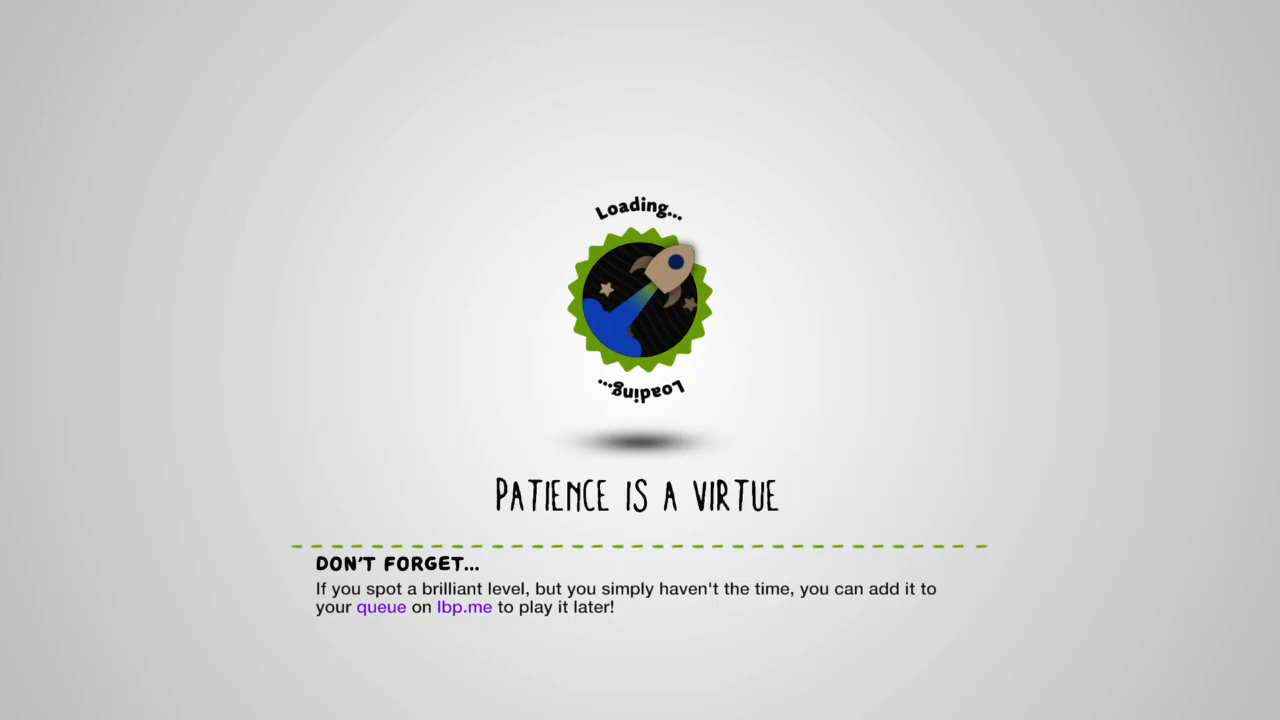 Loading...
Loading...
PATIENCE IS A VIRTUE
DON'T FORGET...
If you spot a brilliant level, but you simply haven't the time, you can add it to
your queue on lbp.me to play it later!